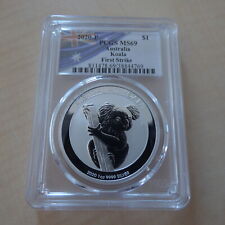 2020-P $1
PCGS MS69
Australia
Koala
First Strike
2020 1oz 9999 SILVER